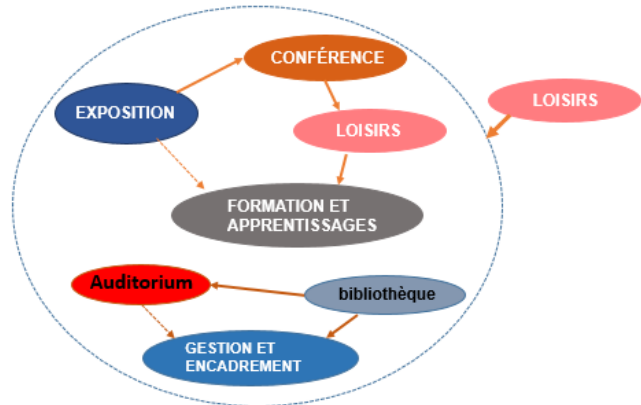 CONFÉRENCE
EXPOSITION
LOISIRS
LOISIRS
FORMATION ET
APPRENTISSAGES
Auditorium
bibliothèque
GESTION ET
ENCADREMENT